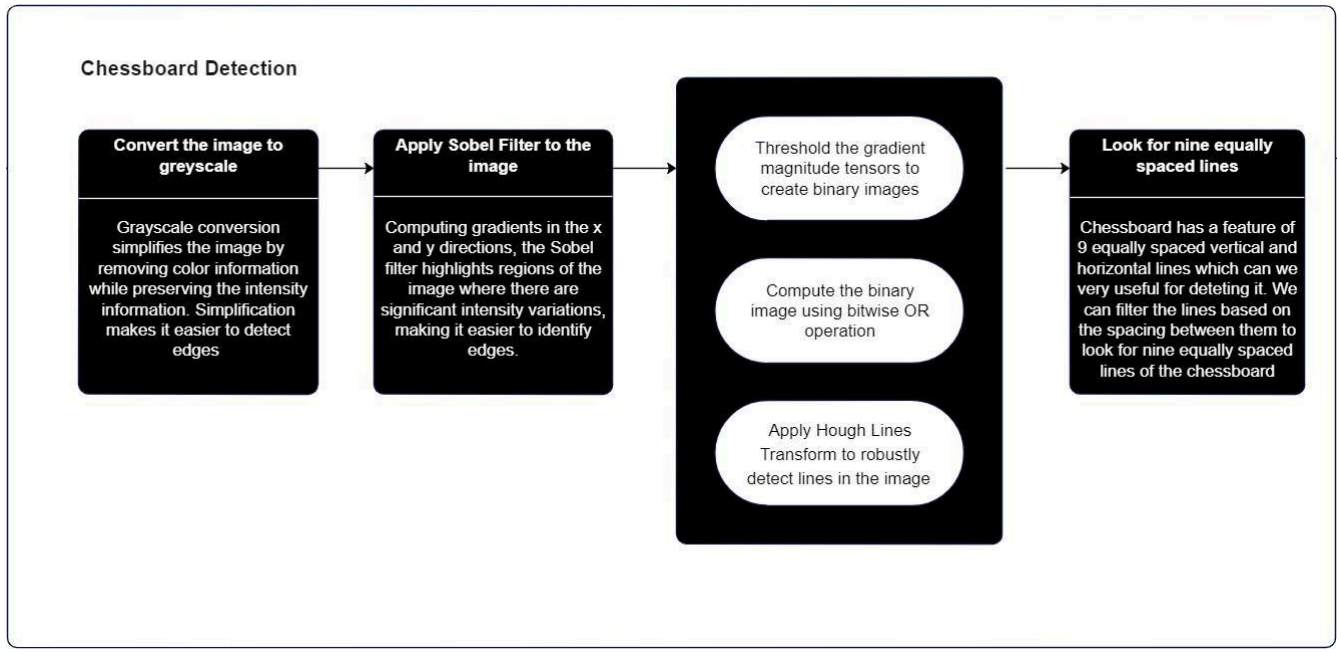 Chessboard Detection
Convert the image to
greyscale
Grayscale conversion
simplifies the image by
removing color information
while preserving the intensity
information. Simplification
makes it easier to detect
edges
Apply Sobel Filter to the
image
Computing gradients in the x
and y directions, the Sobel
filter highlights regions of the
image where there are
significant intensity variations,
making it easier to identify
edges.
Threshold the gradient
magnitude tensors to
create binary images
Compute the binary
image using bitwise OR
operation
Apply Hough Lines
Transform to robustly
detect lines in the image
Look for nine equally
spaced lines
Chessboard has a feature of
9 equally spaced vertical and
horizontal lines which can we
very useful for deteting it. We
can filter the lines based on
the spacing between them to
look for nine equally spaced
lines of the chessboard